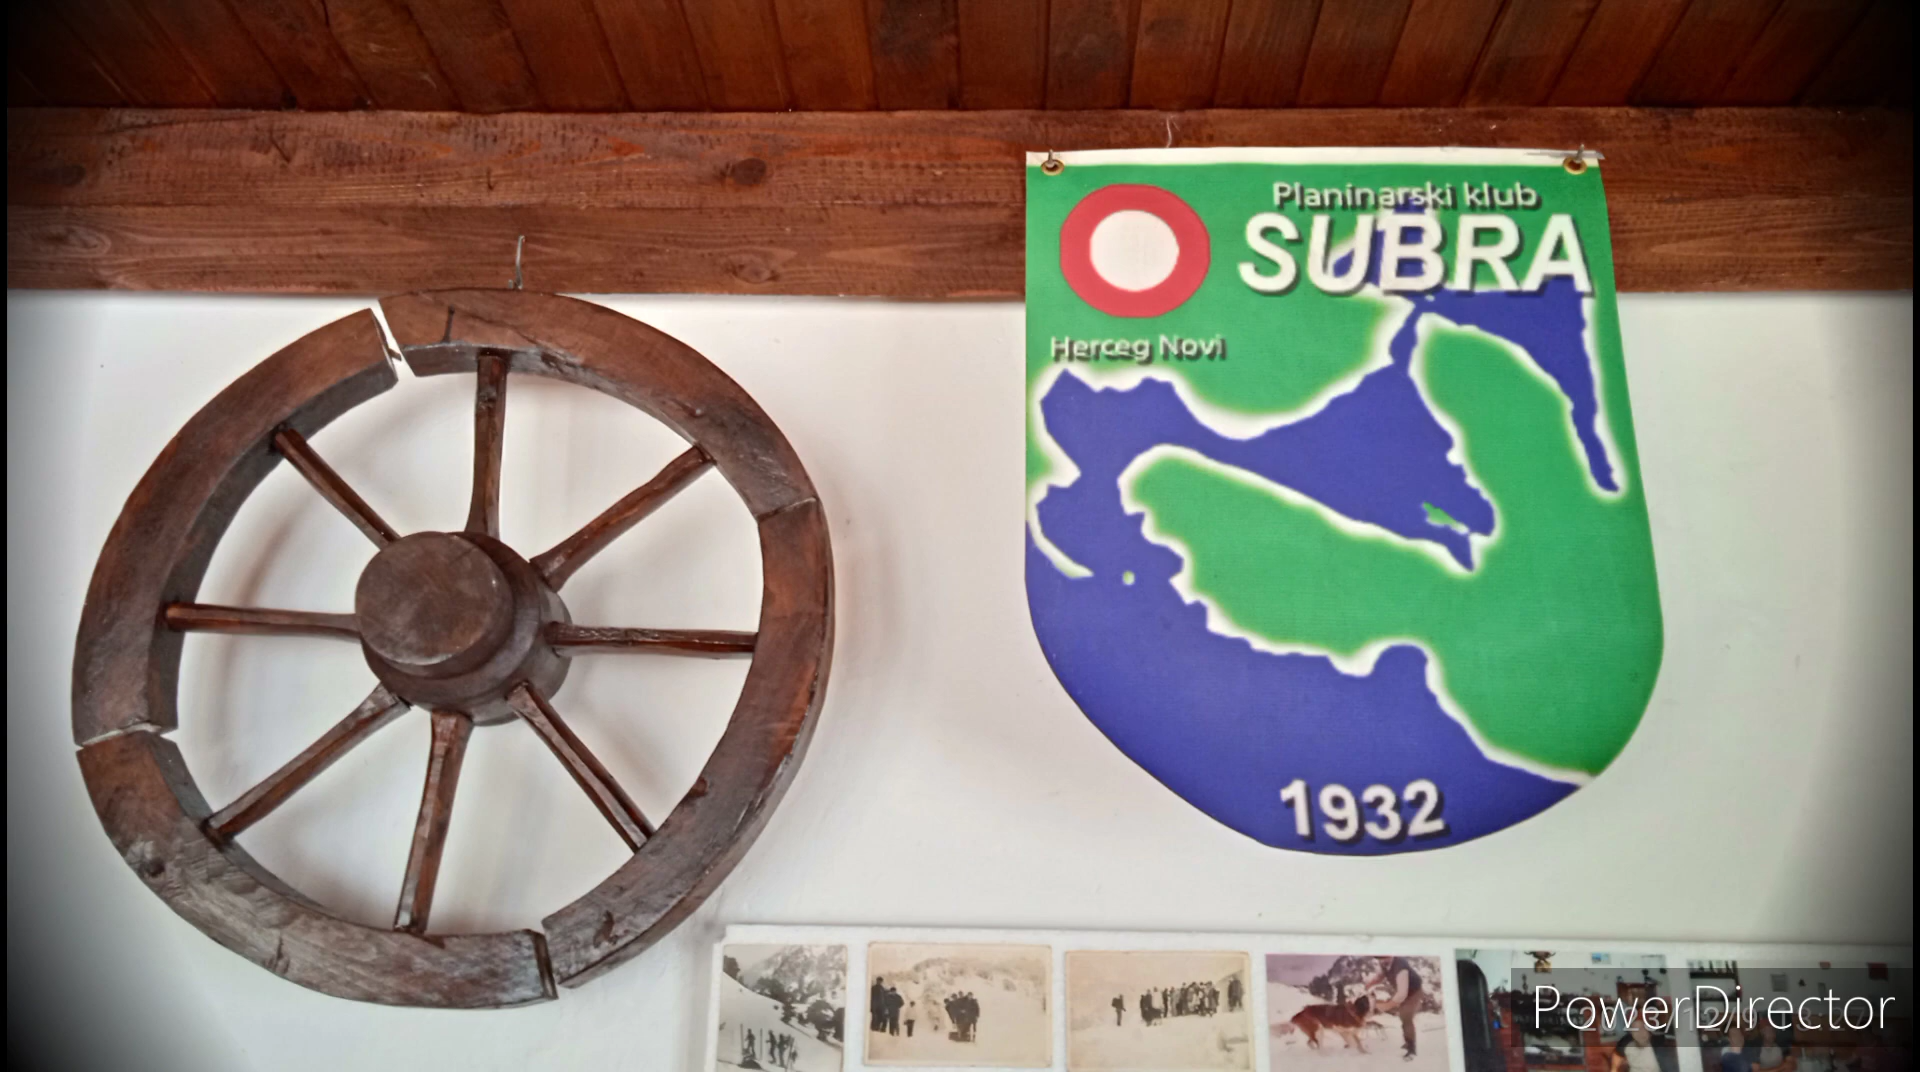 Planinarski klub
SUBRA
Herceg Novi
1932
PowerDirector